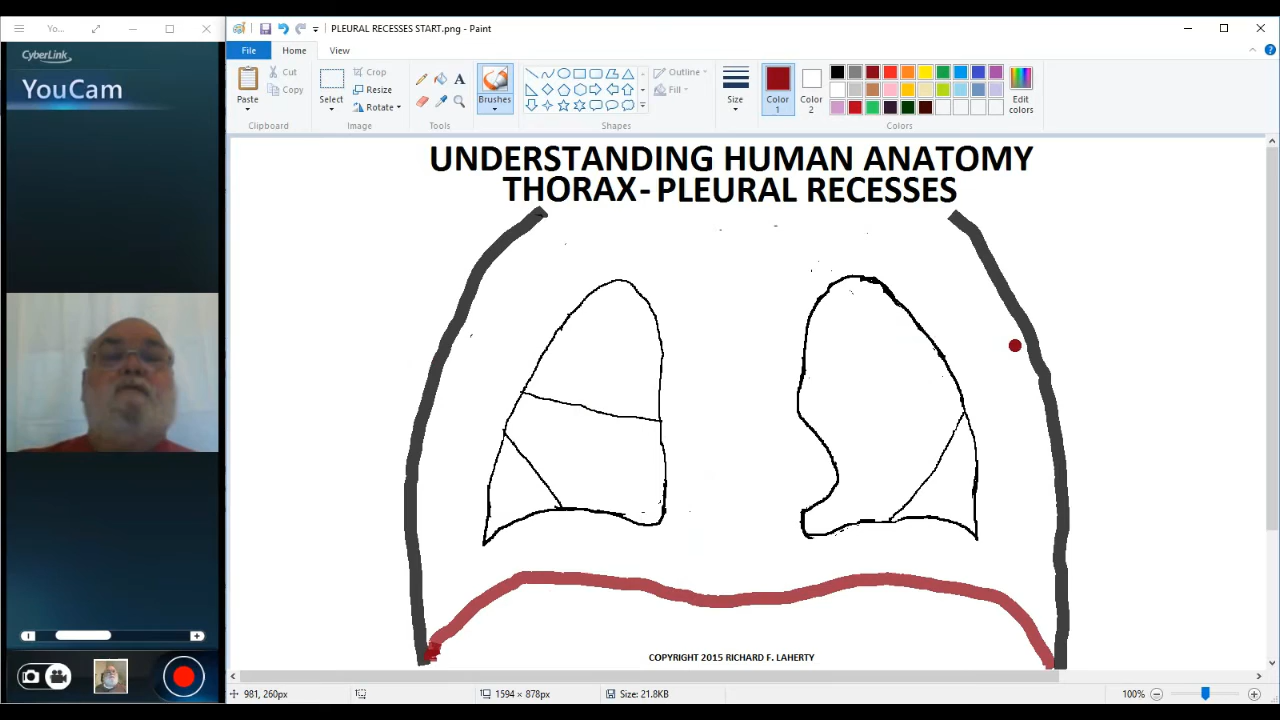 Yo...
PLEURAL RECESSES START.png - Paint
CyberLink
YouCam
File
Home
View
Paste
Cut
Copy
Clipboard
Select
Crop
Resize
Rotate
Image
A
Tools
Brushes
Shapes
Outline
Fill
Size
Color 1
Color 2
Edit colors
Colors
UNDERSTANDING HUMAN ANATOMY
THORAX- PLEURAL RECESSES
COPYRIGHT 2015 RICHARD F. LAHERTY
981, 260px
1594 × 878px
Size: 21.8KB
100%